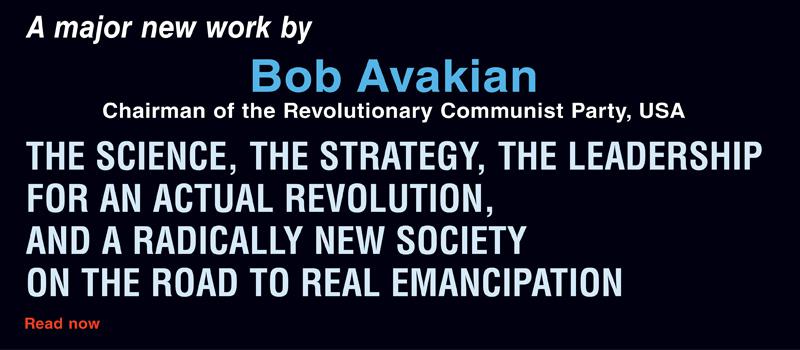 A major new work by
Bob Avakian
Chairman of the Revolutionary Communist Party, USA
THE SCIENCE, THE STRATEGY, THE LEADERSHIP
FOR AN ACTUAL REVOLUTION,
AND A RADICALLY NEW SOCIETY
ON THE ROAD TO REAL EMANCIPATION
Read now